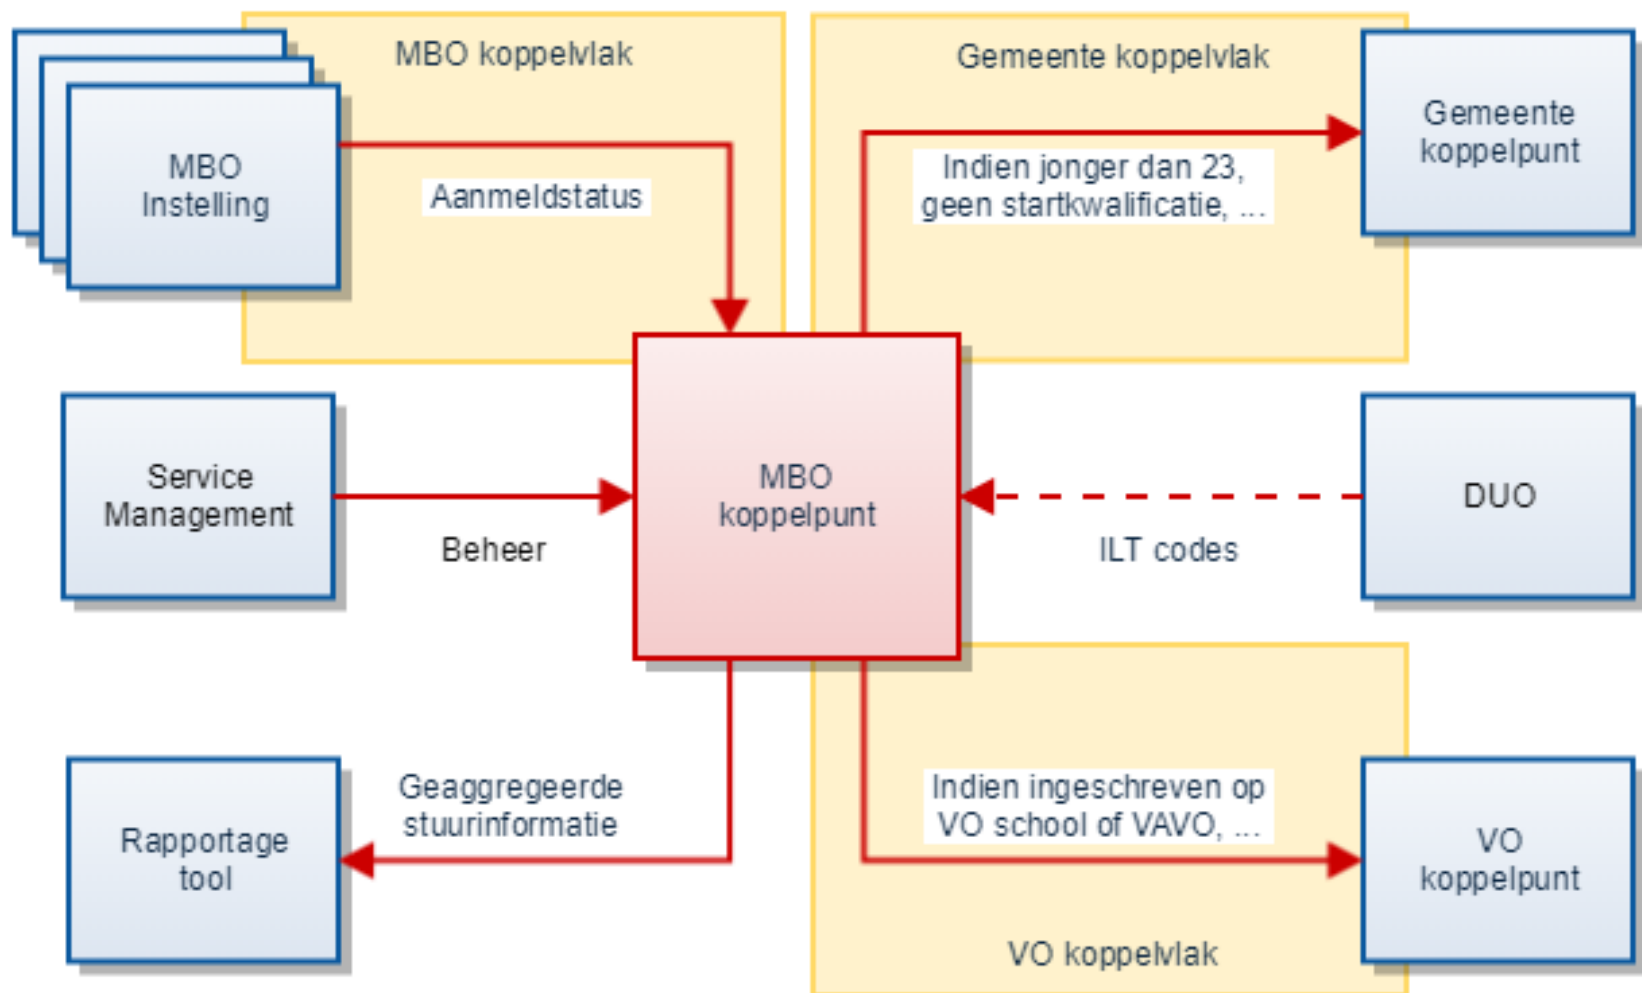 MBO koppelvlak
Gemeente koppelvlak
MBO
Instelling
Aanmeldstatus
Indien jonger dan 23,
geen startkwalificatie, ...
Gemeente
koppelpunt
Service
Management
Beheer
MBO
koppelpunt
ILT codes
DUO
Rapportage
tool
Geaggregeerde
stuurinformatie
Indien ingeschreven op
VO school of VAVO, ...
VO
koppelpunt
VO koppelvlak